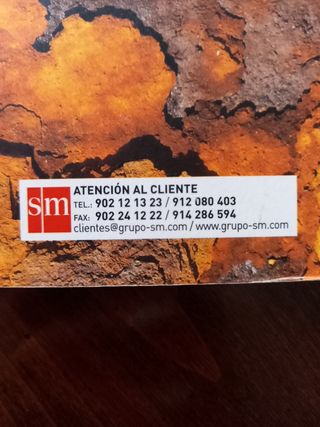 sm
ATENCIÓN AL CLIENTE
TEL.: 902 12 13 23 / 912 080 403
FAX: 902 24 12 22 / 914 286 594
clientes@grupo-sm.com / www.grupo-sm.com